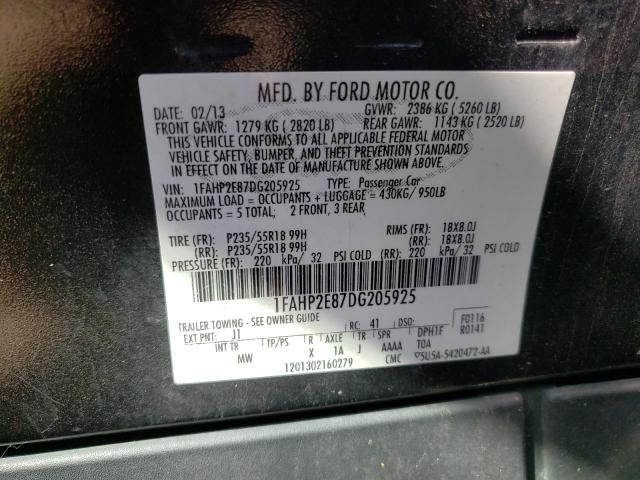 MFD. BY FORD MOTOR CO.
DATE: 02/13 GVWR: 2386 KG ( 5260 LB)
FRONT GAWR: 1279 KG ( 2820 LB) REAR GAWR: 1143 KG ( 2520 LB)
THIS VEHICLE CONFORMS TO ALL APPLICABLE FEDERAL MOTOR
VEHICLE SAFETY, BUMPER, AND THEFT PREVENTION STANDARDS
IN EFFECT ON THE DATE OF MANUFACTURE SHOWN ABOVE.
VIN: 1FAHP2E87DG205925 TYPE: Passenger Car
MAXIMUM LOAD = OCCUPANTS + LUGGAGE = 430KG/ 950LB
OCCUPANTS = 5 TOTAL; 2 FRONT, 3 REAR
TIRE (FR): P235/55R18 99H RIMS (FR): 18X8.0J
(RR): P235/55R18 99H (RR): 18X8.0J
PRESSURE (FR): 220 kPa/ 32 PSI COLD (RR): 220 kPa/ 32 PSI COLD
1FAHP2E87DG205925
TRAILER TOWING - SEE OWNER GUIDE
EXT PNT: J1 RC: 41 DSO: F0116
INT TR TP/PS R AXLE TR SPR DPHTF R0141
MW X 1A J AAAA TOA
1201302160279 CMC 5U5A-5420472-AA